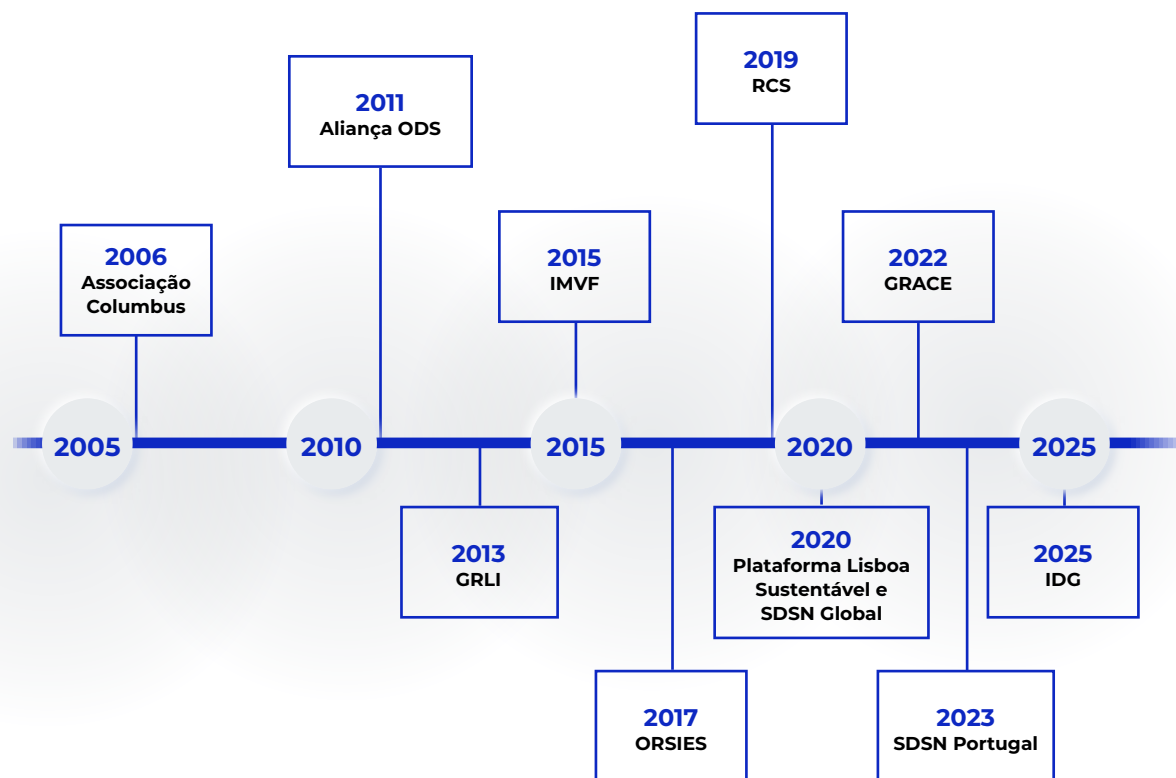 2019
RCS
2011
Aliança ODS
2006
Associação
Columbus
2015
IMVF
2022
GRACE
2005
2010
2015
2020
2025
2013
GRLI
2020
Plataforma Lisboa
Sustentável e
SDSN Global
2025
IDG
2017
ORSIES
2023
SDSN Portugal